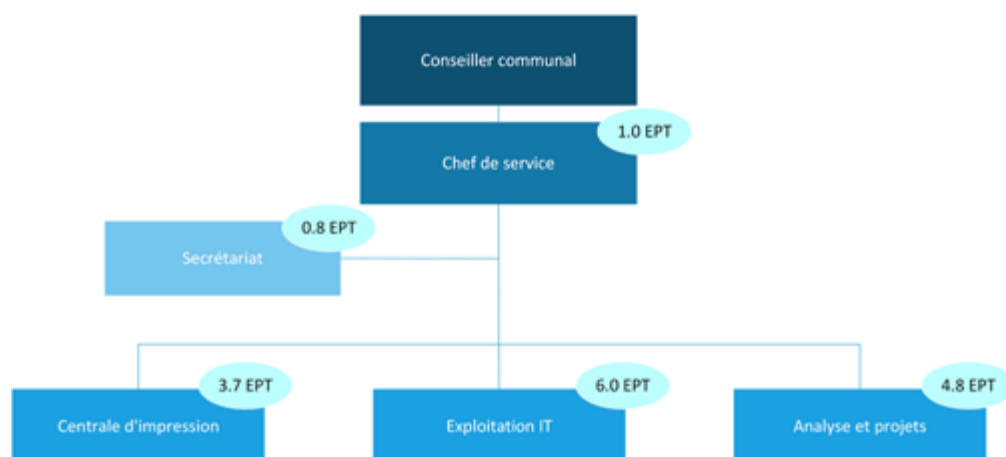 Conseiller communal
1.0 EPT
Chef de service
0.8 EPT
Secrétariat
3.7 EPT
Centrale d'impression
6.0 EPT
Exploitation IT
4.8 EPT
Analyse et projets